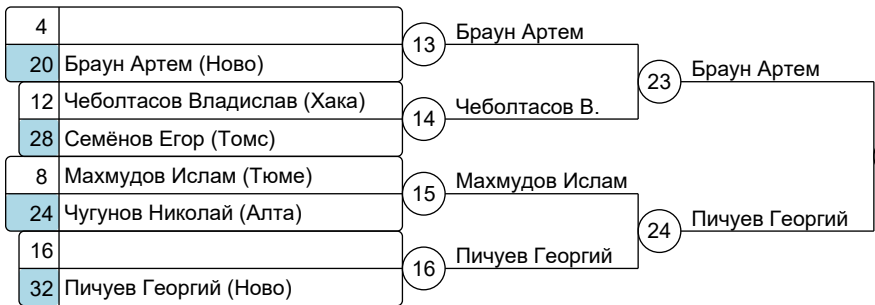 4
13
Браун Артем
20 Браун Артем (Ново)
23
Браун Артем
12 Чеболтасов Владислав (Хака)
14
Чеболтасов В.
28 Семёнов Егор (Томс)
8 Махмудов Ислам (Тюме)
15
Махмудов Ислам
24 Чугунов Николай (Алта)
24
Пичуев Георгий
16
16
Пичуев Георгий
32 Пичуев Георгий (Ново)